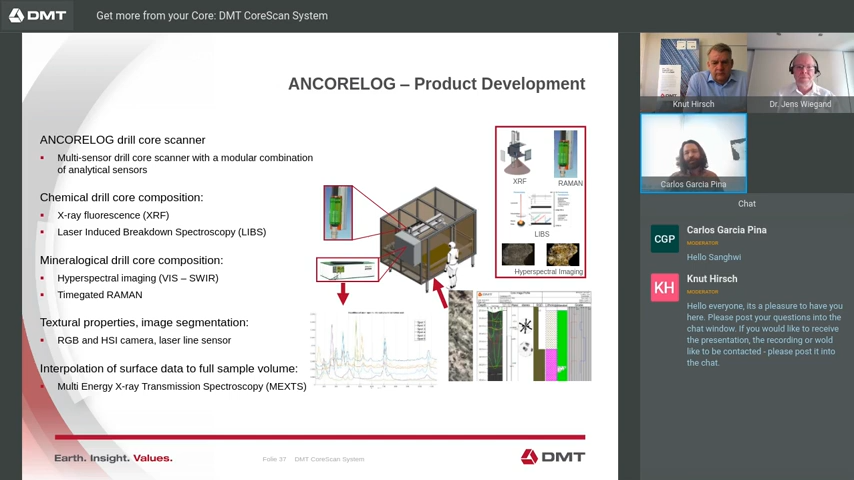 DMT
Get more from your Core: DMT CoreScan System
ANCORELOG – Product Development
ANCORELOG drill core scanner
Multi-sensor drill core scanner with a modular combination
of analytical sensors
Chemical drill core composition:
X-ray fluorescence (XRF)
Laser Induced Breakdown Spectroscopy (LIBS)
Mineralogical drill core composition:
Hyperspectral imaging (VIS – SWIR)
Timegated RAMAN
Textural properties, image segmentation:
RGB and HSI camera, laser line sensor
Interpolation of surface data to full sample volume:
Multi Energy X-ray Transmission Spectroscopy (MEXTS)
XRF
RAMAN
LIBS
Hyperspectral Imaging
Earth. Insight. Values.
Folie 37 DMT CoreScan System
DMT
Knut Hirsch
Dr. Jens Wiegand
Carlos Garcia Pina
Chat
CGP
Carlos Garcia Pina
MODERATOR
Hello Sanghwi
KH
Knut Hirsch
MODERATOR
Hello everyone, its a pleasure to have you
here. Please post your questions into the
chat window. If you would like to receive
the presentation, the recording or wold
like to be contacted - please post it into
the chat.